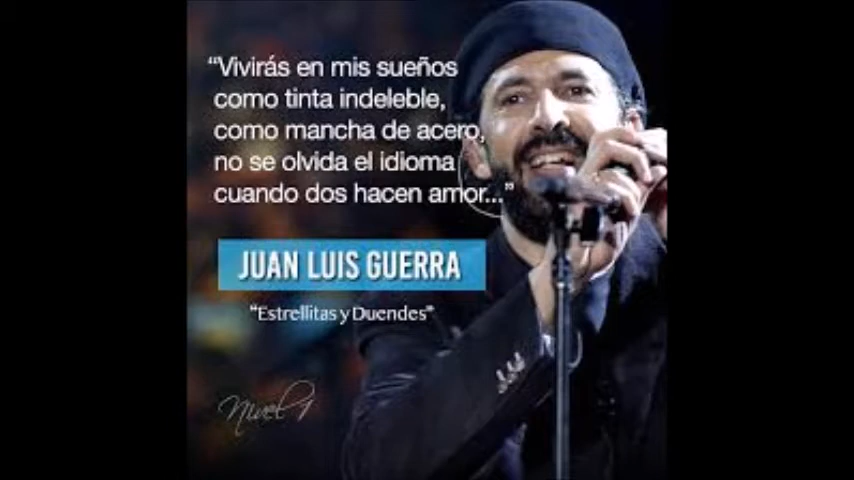 “Vivirás en mis sueños
como tinta indeleble,
como mancha de acero,
no se olvida el idioma
cuando dos hacen amor...”
JUAN LUIS GUERRA
“Estrellitas y Duendes”
Nivel 1